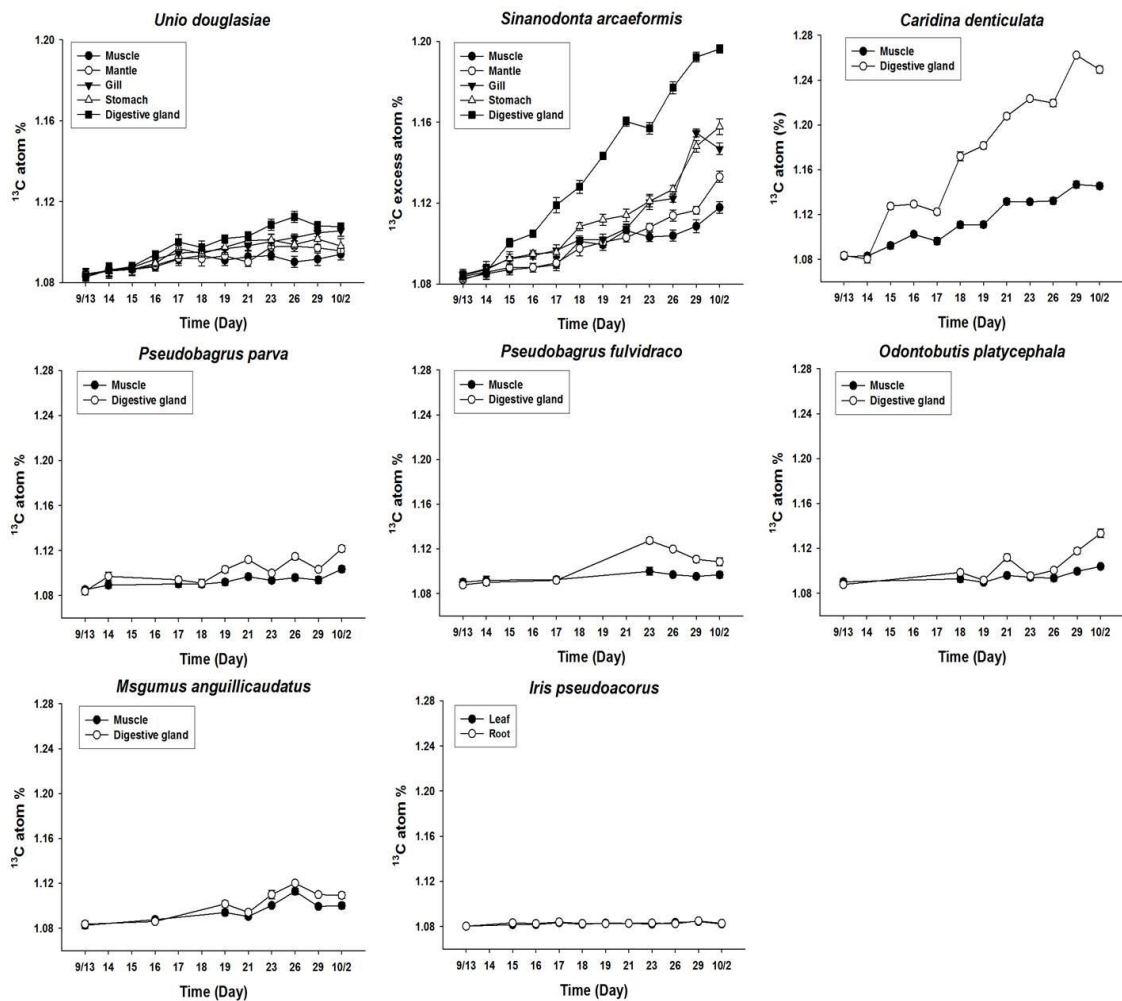 Unio douglasiae
1.20
1.16
1.12
1.08
¹³C atom %
Muscle
Mantle
Gill
Stomach
Digestive gland
9/13 14 15 16 17 18 19 21 23 26 29 10/2
Time (Day)
Sinanodonta arcaeformis
1.20
1.16
1.12
1.08
¹³C excess atom %
Muscle
Mantle
Gill
Stomach
Digestive gland
9/13 14 15 16 17 18 19 21 23 26 29 10/2
Time (Day)
Caridina denticulata
1.28
1.24
1.20
1.16
1.12
1.08
¹³C atom (%)
Muscle
Digestive gland
9/13 14 15 16 17 18 19 21 23 26 29 10/2
Time (Day)
Pseudobagrus parva
1.28
1.24
1.20
1.16
1.12
1.08
¹³C atom %
Muscle
Digestive gland
9/13 14 15 16 17 18 19 21 23 26 29 10/2
Time (Day)
Pseudobagrus fulvidraco
1.28
1.24
1.20
1.16
1.12
1.08
¹³C atom %
Muscle
Digestive gland
9/13 14 15 16 17 18 19 21 23 26 29 10/2
Time (Day)
Odontobutis platycephala
1.28
1.24
1.20
1.16
1.12
1.08
¹³C atom %
Muscle
Digestive gland
9/13 14 15 16 17 18 19 21 23 26 29 10/2
Time (Day)
Msgumus anguillicaudatus
1.28
1.24
1.20
1.16
1.12
1.08
¹³C atom %
Muscle
Digestive gland
9/13 14 15 16 17 18 19 21 23 26 29 10/2
Time (Day)
Iris pseudoacorus
1.28
1.24
1.20
1.16
1.12
1.08
¹³C atom %
Leaf
Root
9/13 14 15 16 17 18 19 21 23 26 29 10/2
Time (Day)